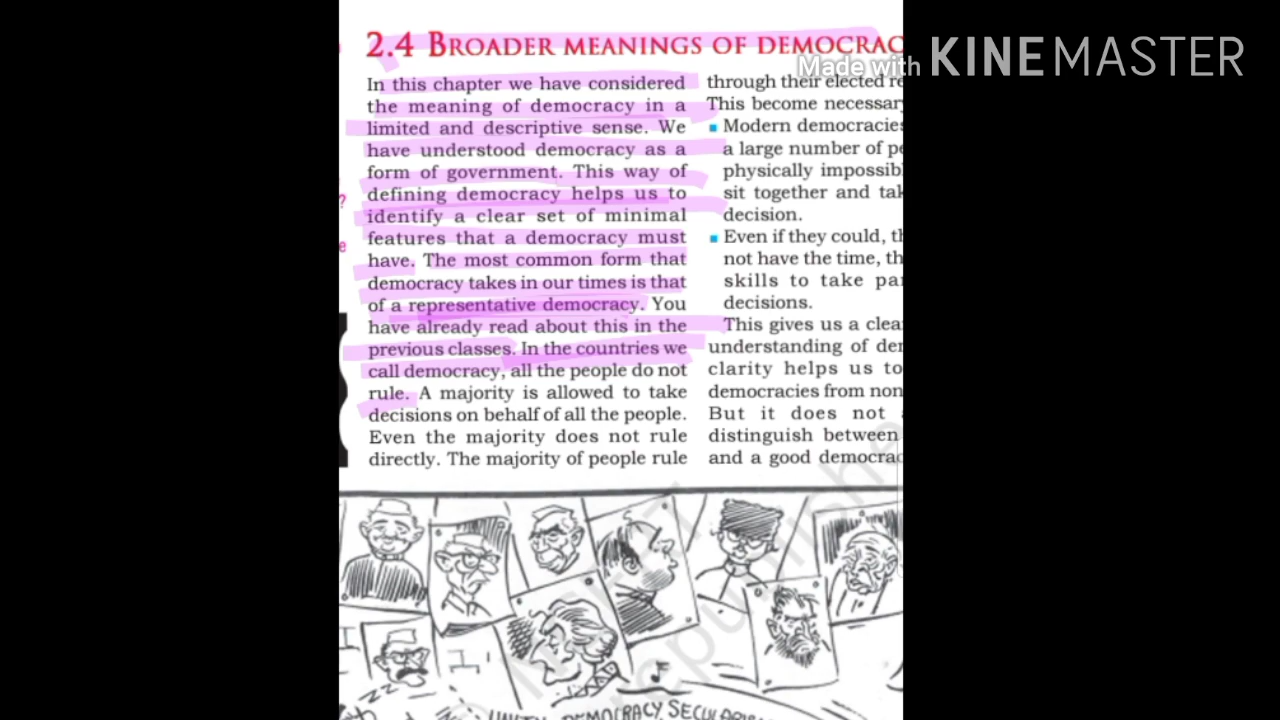 Made with KINEMASTER
2.4 BROADER MEANINGS OF DEMOCRAC
In this chapter we have considered
the meaning of democracy in a
limited and descriptive sense. We
have understood democracy as a
form of government. This way of
defining democracy helps us to
identify a clear set of minimal
features that a democracy must
have. The most common form that
democracy takes in our times is that
of a representative democracy. You
have already read about this in the
previous classes. In the countries we
call democracy, all the people do not
rule. A majority is allowed to take
decisions on behalf of all the people.
Even the majority does not rule
directly. The majority of people rule
through their elected re
This become necessary
Modern democracies
a large number of pe
physically impossib
sit together and tak
decision.
Even if they could, th
not have the time, th
skills to take pa
decisions.
This gives us a clea
understanding of de
clarity helps us to
democracies from non
But it does not
distinguish between
and a good democrac
?
e
DEMOCRACY SECULARIS